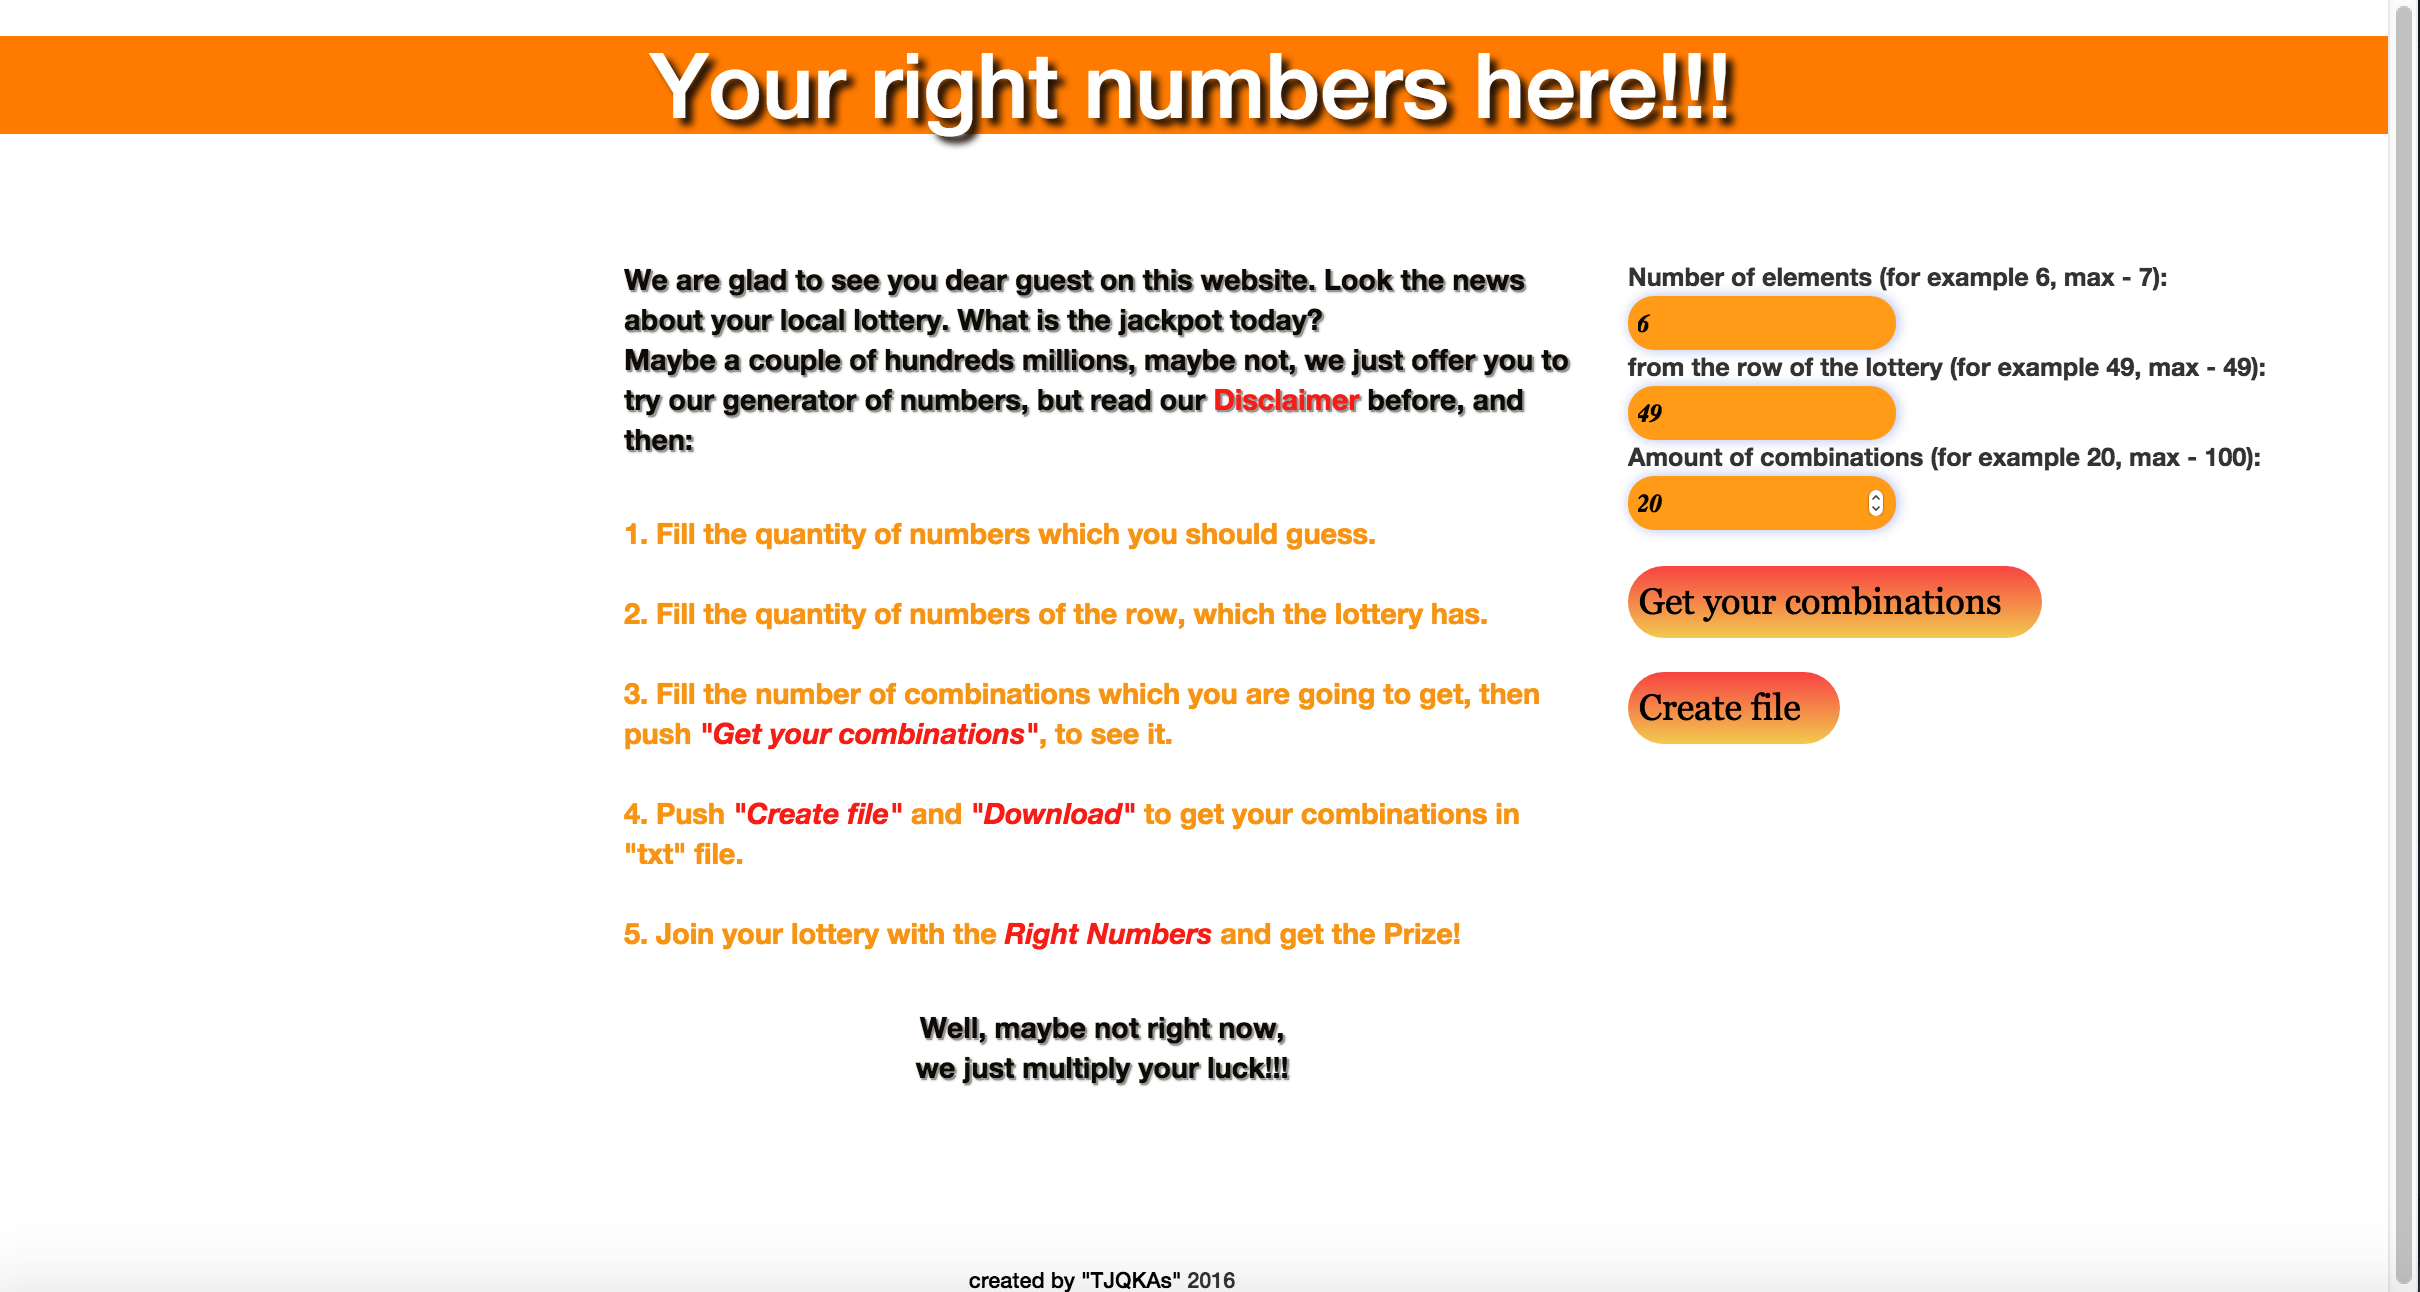 Your right numbers here!!!
We are glad to see you dear guest on this website. Look the news
about your local lottery. What is the jackpot today?
Maybe a couple of hundreds millions, maybe not, we just offer you to
try our generator of numbers, but read our Disclaimer before, and
then:
1. Fill the quantity of numbers which you should guess.
2. Fill the quantity of numbers of the row, which the lottery has.
3. Fill the number of combinations which you are going to get, then
push "Get your combinations", to see it.
4. Push "Create file" and "Download" to get your combinations in
"txt" file.
5. Join your lottery with the Right Numbers and get the Prize!
Well, maybe not right now,
we just multiply your luck!!!
Number of elements (for example 6, max - 7):
6
from the row of the lottery (for example 49, max - 49):
49
Amount of combinations (for example 20, max - 100):
20
Get your combinations
Create file
created by "TJQKAs" 2016